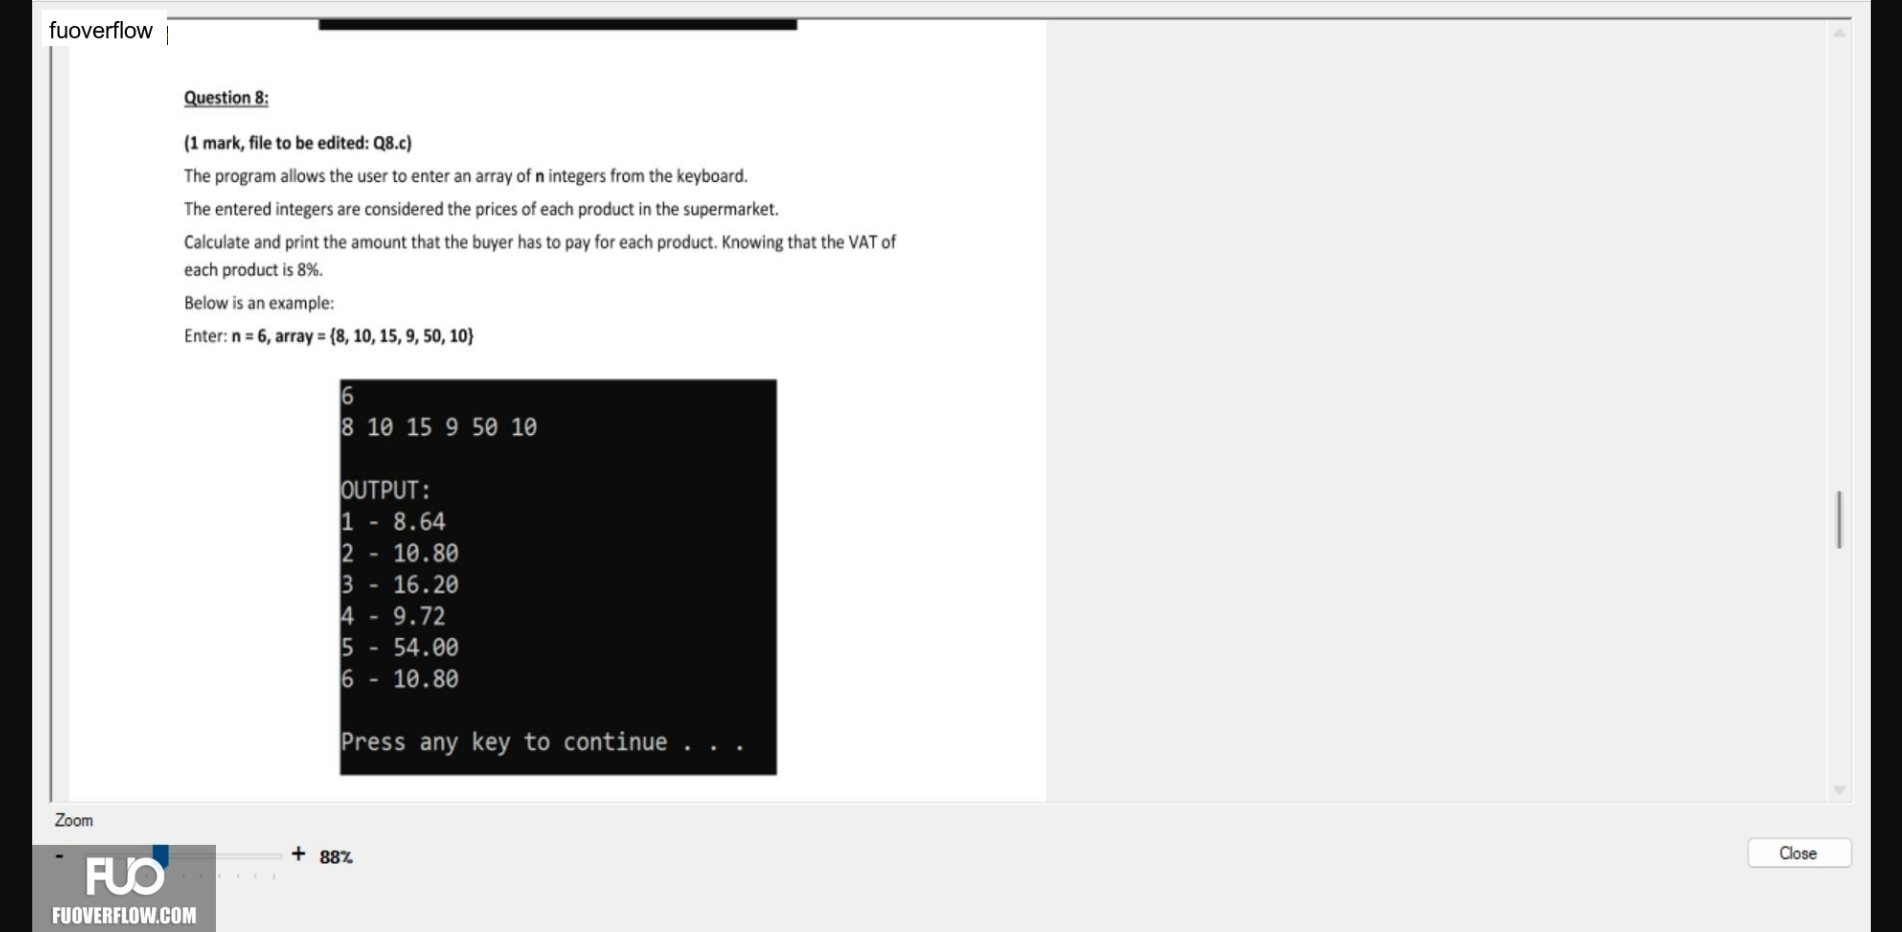 fuoverflow
Question 8:
(1 mark, file to be edited: Q8.c)
The program allows the user to enter an array of n integers from the keyboard.
The entered integers are considered the prices of each product in the supermarket.
Calculate and print the amount that the buyer has to pay for each product. Knowing that the VAT of
each product is 8%.
Below is an example:
Enter: n = 6, array = {8, 10, 15, 9, 50, 10}
6
8 10 15 9 50 10
OUTPUT:
1 - 8.64
2 - 10.80
3 - 16.20
4 - 9.72
5 - 54.00
6 - 10.80
Press any key to continue . . .
Zoom
- + 88%
Close
FUO
FUOVERFLOW.COM